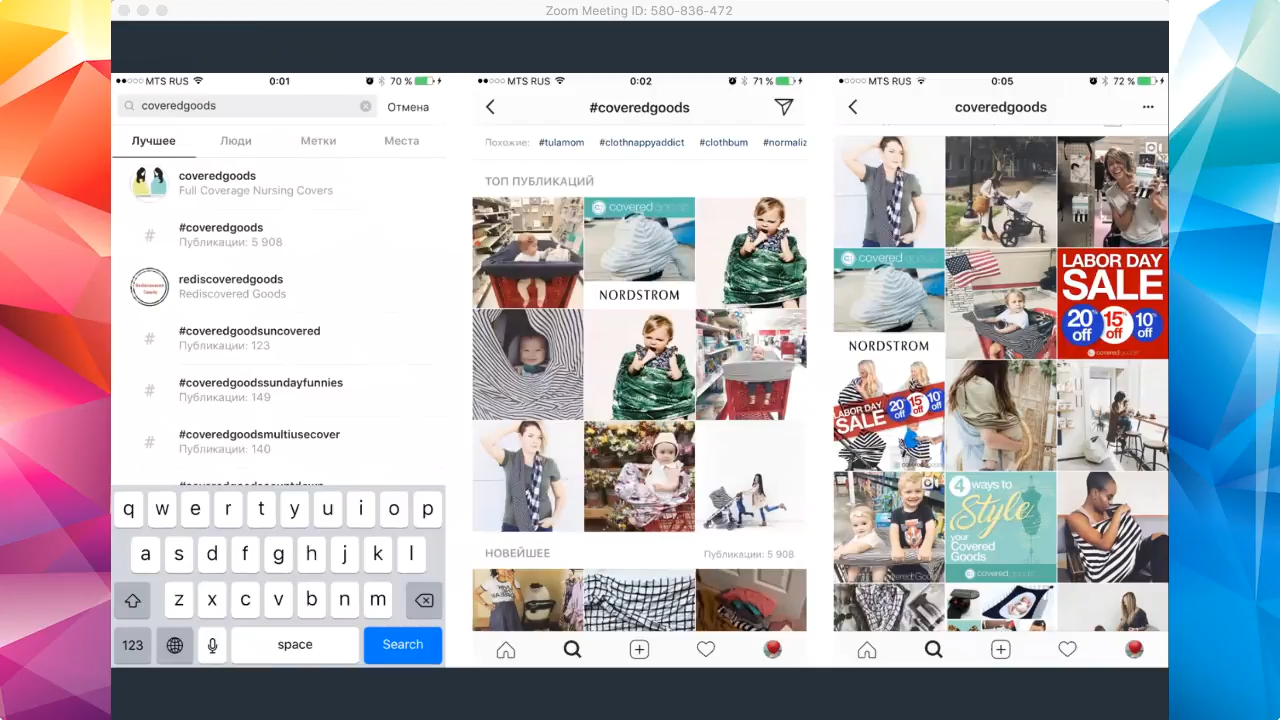 Zoom Meeting ID: 580-836-472
MTS RUS 0:01 70 %
coveredgoods Отмена
Лучшее Люди Метки Места
coveredgoods
Full Coverage Nursing Covers
# #coveredgoods
Публикации: 5 908
rediscoveredgoods
Rediscovered Goods
# #coveredgoodsuncovered
Публикации: 123
# #coveredgoodssundayfunnies
Публикации: 149
# #coveredgoodsmultiusecover
Публикации: 140
q w e r t y u i o p
a s d f g h j k l
z x c v b n m
123 space Search
MTS RUS 0:02 71 %
#coveredgoods
Похожие: #tulamom #clothnappyaddict #clothbum #normaliz
ТОП ПУБЛИКАЦИЙ
covered goods
NORDSTROM
НОВЕЙШЕЕ Публикации: 5 908
MTS RUS 0:05 72 %
coveredgoods
covered goods
NORDSTROM
LABOR DAY
SALE
20% off 15% off 10% off
covered goods
LABOR DAY
SALE 20 off 15 off 10 off
4 ways to
Style
your
Covered
Goods
covered goods